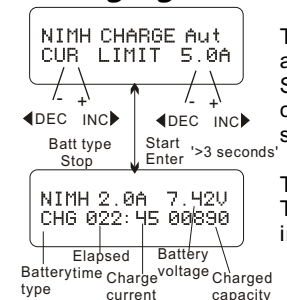 NIMH CHARGE Aut
CUR LIMIT 5.0A
- + - +
◀DEC INC▶ ◀DEC INC▶
Batt type Start
Stop Enter '>3 seconds'
NIMH 2.0A 7.42V
CHG 022:45 00890
Elapsed Battery
Battery time Charge voltage Charged
type current capacity